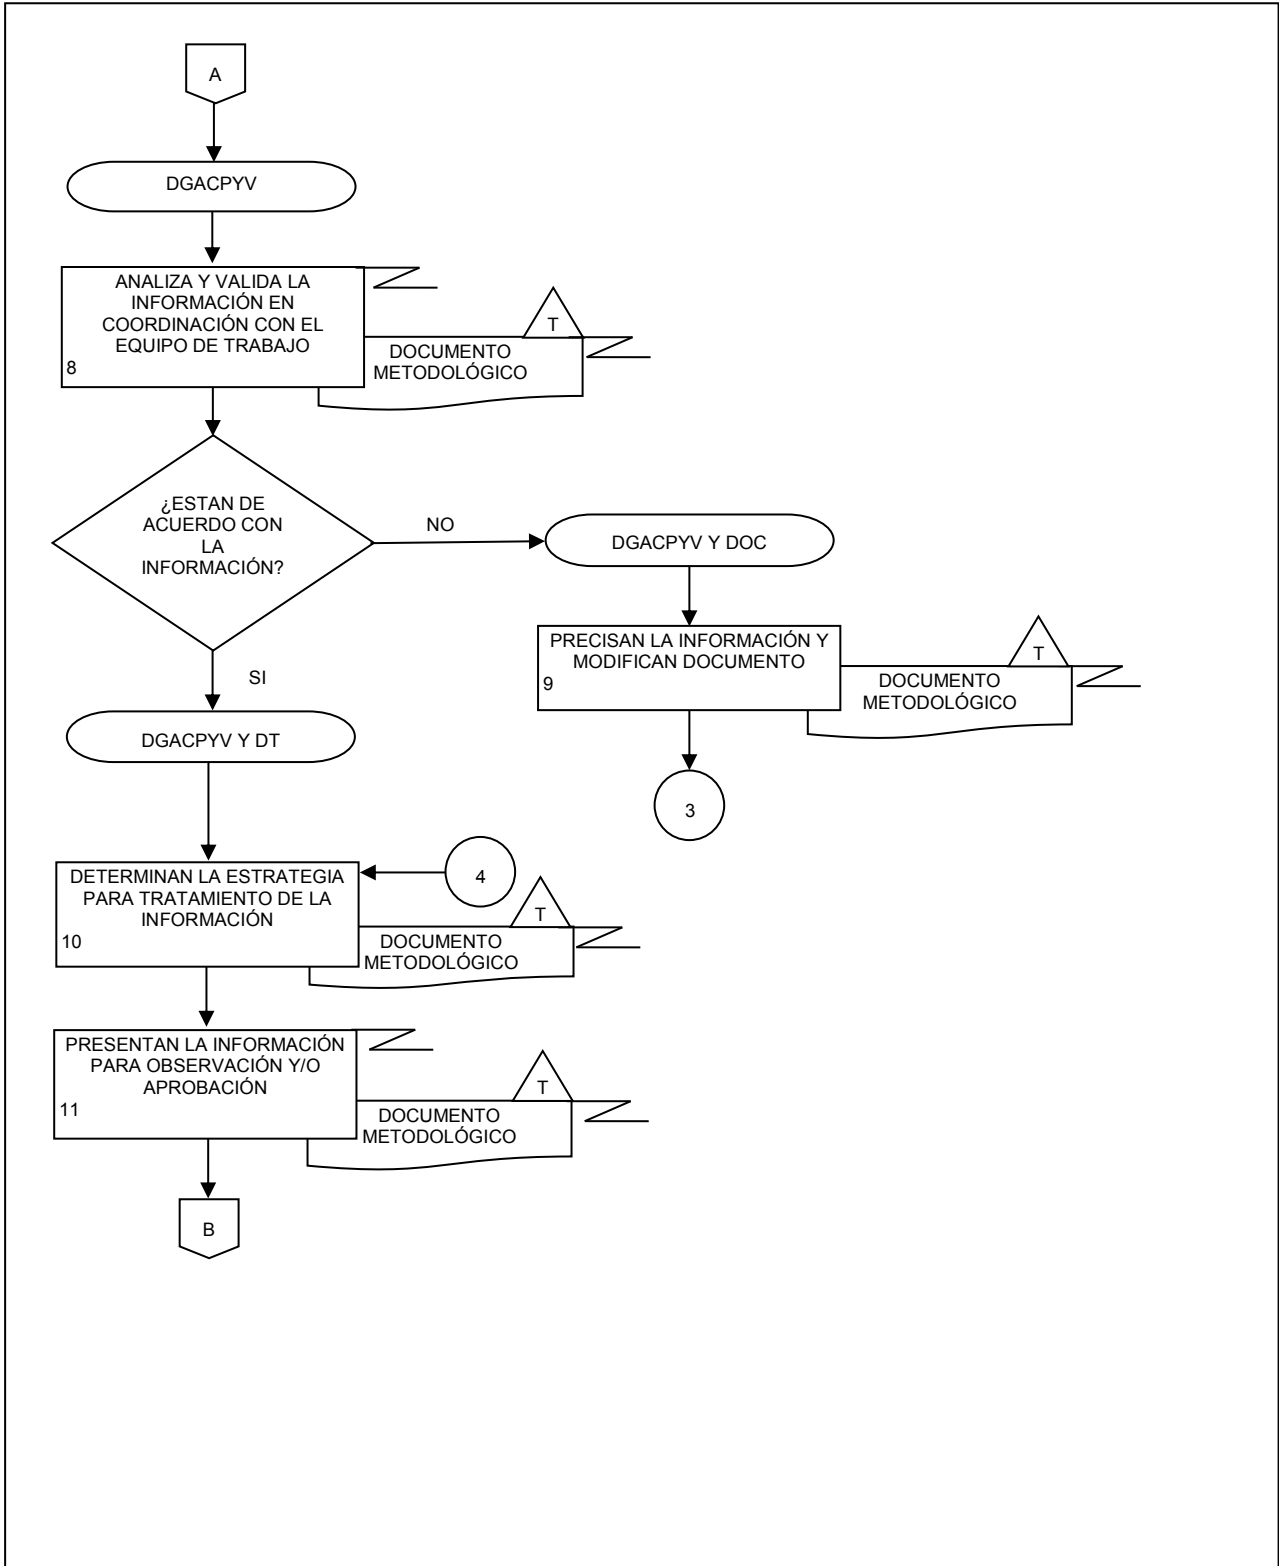 A
DGACPYV
ANALIZA Y VALIDA LA
INFORMACIÓN EN
COORDINACIÓN CON EL
EQUIPO DE TRABAJO
8
T
DOCUMENTO
METODOLÓGICO
¿ESTAN DE
ACUERDO CON
LA
INFORMACIÓN?
NO
DGACPYV Y DOC
PRECISAN LA INFORMACIÓN Y
MODIFICAN DOCUMENTO
9
T
DOCUMENTO
METODOLÓGICO
3
SI
DGACPYV Y DT
DETERMINAN LA ESTRATEGIA
PARA TRATAMIENTO DE LA
INFORMACIÓN
10
4
T
DOCUMENTO
METODOLÓGICO
PRESENTAN LA INFORMACIÓN
PARA OBSERVACIÓN Y/O
APROBACIÓN
11
T
DOCUMENTO
METODOLÓGICO
B